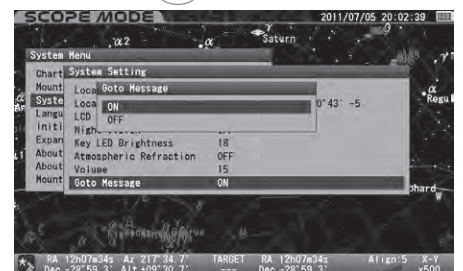 SCOPE MODE 2011/07/05 20:02:39
Saturn
α2 α
System Menu
Chart System Setting
Mount Loca Goto Message
Syste Loca ON 0°43' -5
Langu LCD OFF
Initi
Expan Key LED Brightness 18
About Atmospheric Refraction OFF
About Volume 15
Mount Goto Message ON
Regu
RA 12h07m34s Az 217°34.7' TARGET RA 12h07m34s Align:5 X-Y
Dec -28°59.3' Alt +09°30.7' --- Dec -28°59.3' x500